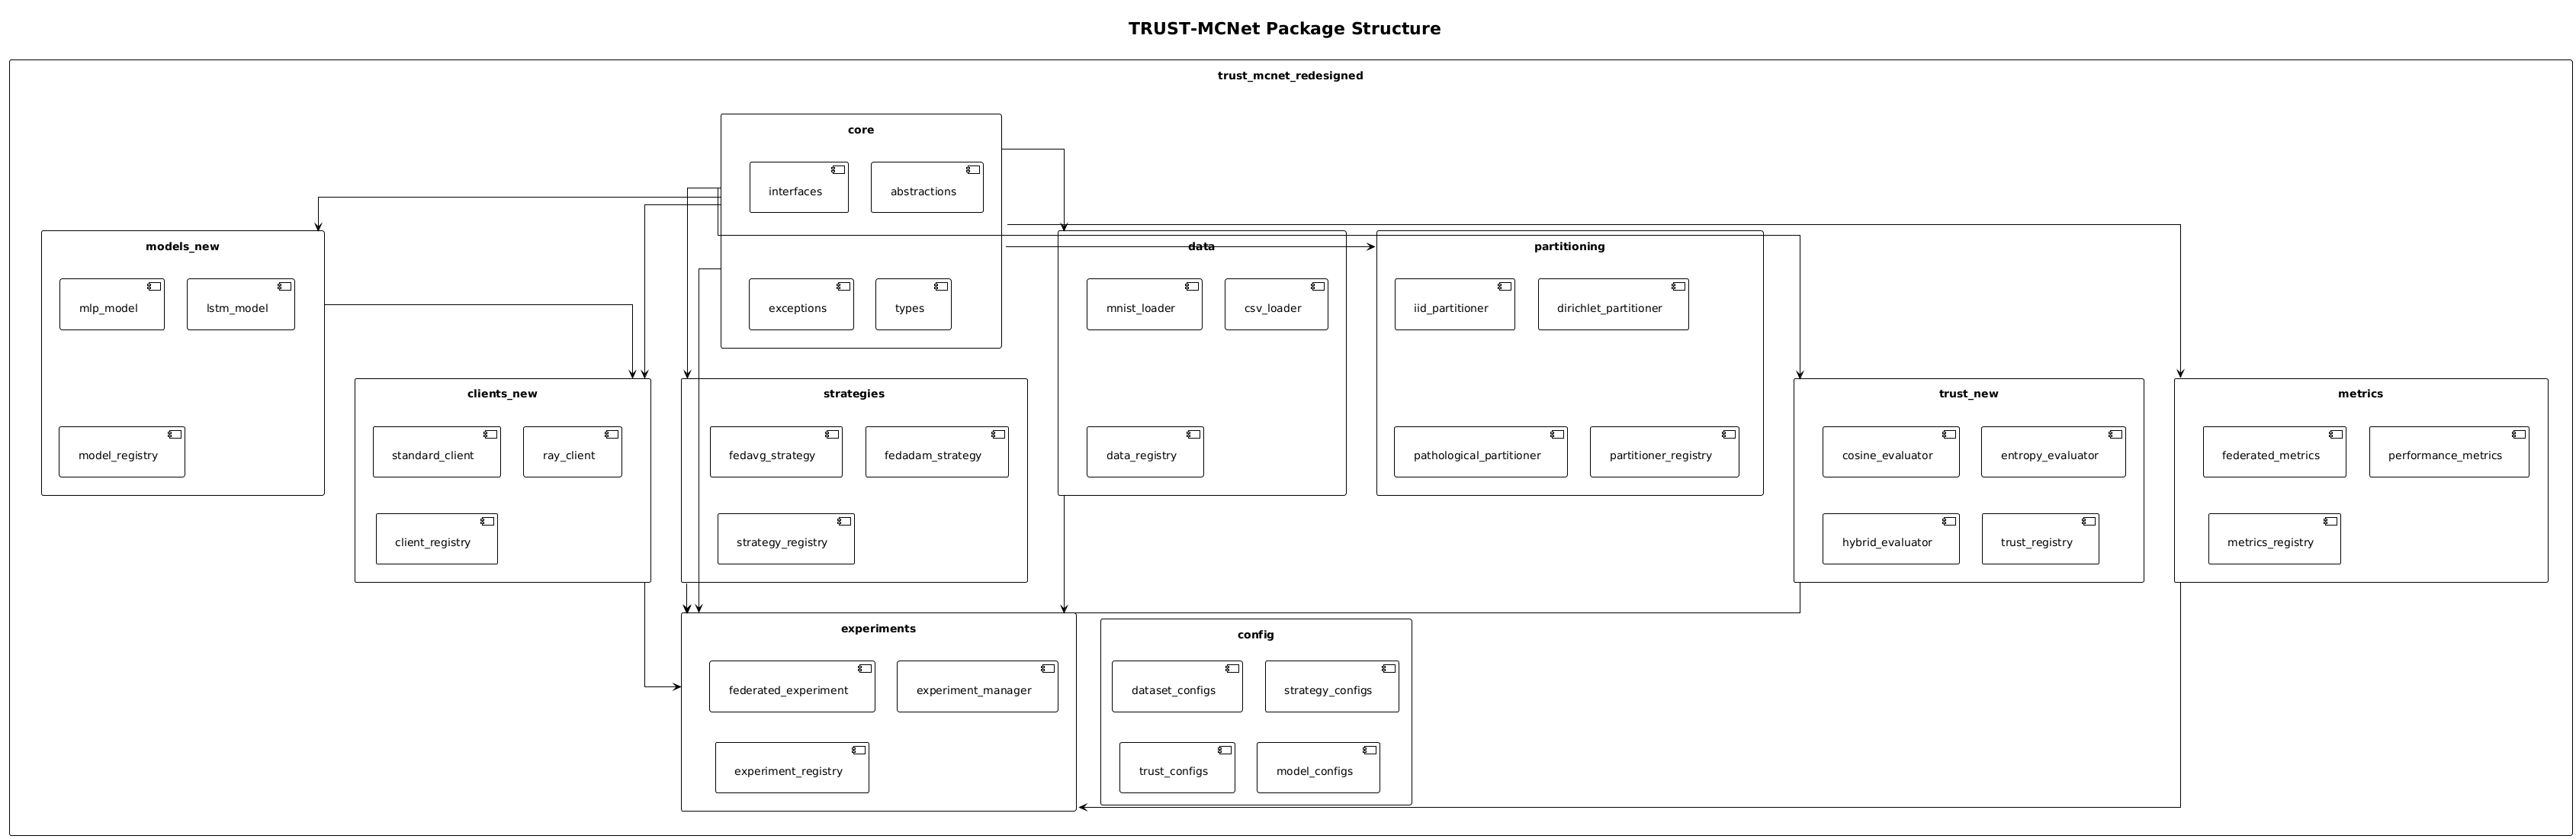 TRUST-MCNet Package Structure
trust_mcnet_redesigned
core
interfaces
abstractions
exceptions
types
models_new
mlp_model
lstm_model
model_registry
data
mnist_loader
csv_loader
data_registry
partitioning
iid_partitioner
dirichlet_partitioner
pathological_partitioner
partitioner_registry
clients_new
standard_client
ray_client
client_registry
strategies
fedavg_strategy
fedadam_strategy
strategy_registry
trust_new
cosine_evaluator
entropy_evaluator
hybrid_evaluator
trust_registry
metrics
federated_metrics
performance_metrics
metrics_registry
experiments
federated_experiment
experiment_manager
experiment_registry
config
dataset_configs
strategy_configs
trust_configs
model_configs